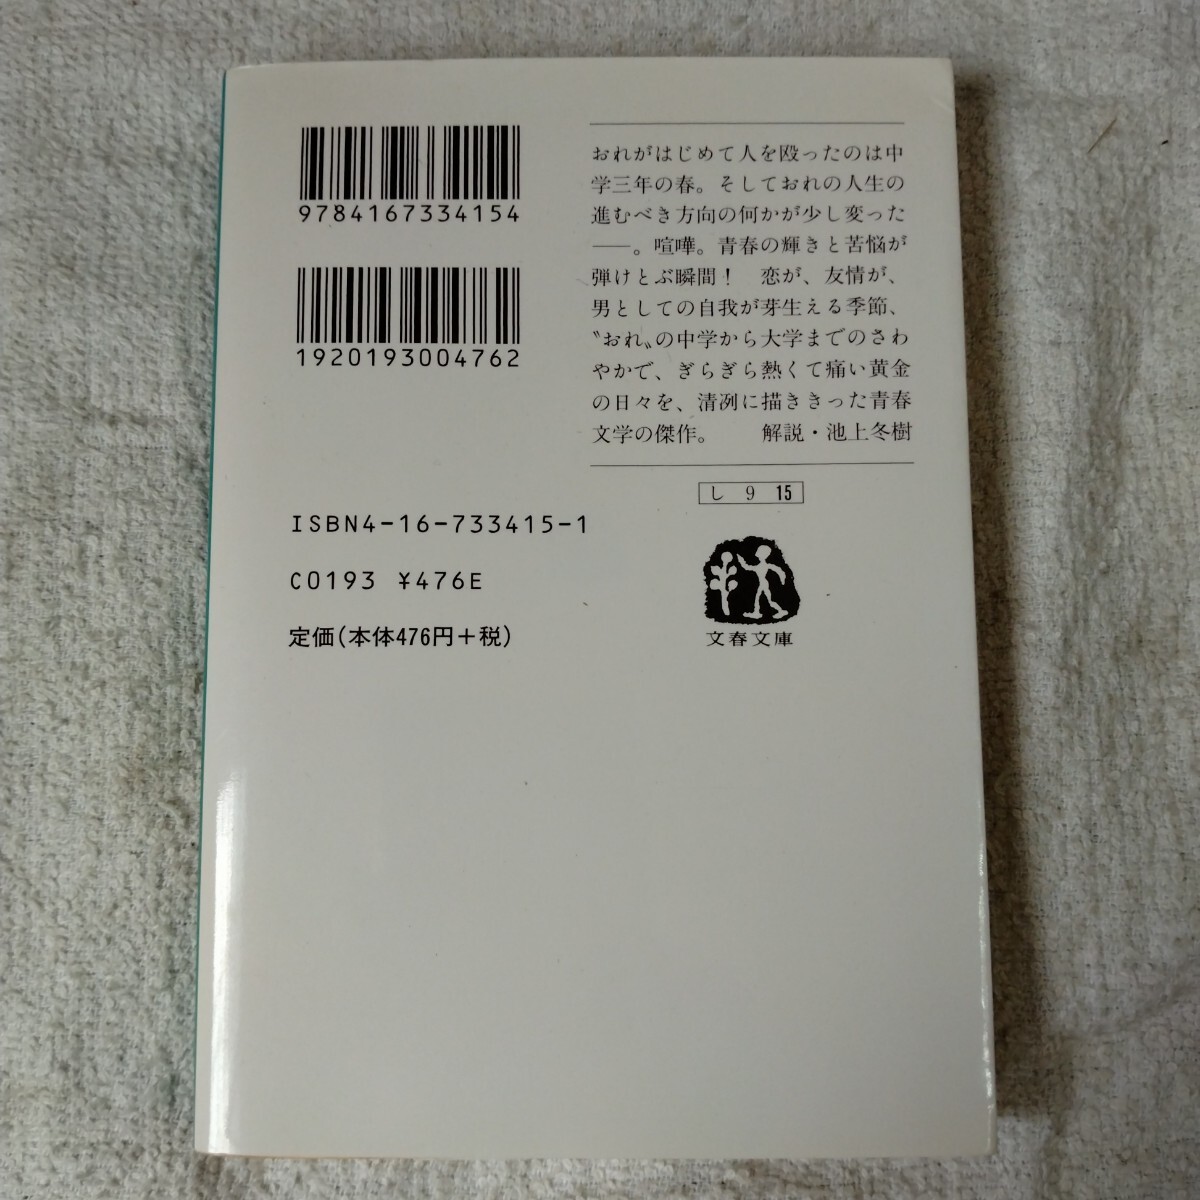 9784167334154
1920193004762
ISBN4-16-733415-1
C0193 ¥476E
定価(本体476円+税)
おれがはじめて人を殴ったのは中
学三年の春。そしておれの人生の
進むべき方向の何かが少し変った
――。喧嘩。青春の輝きと苦悩が
弾けとぶ瞬間！　恋が、友情が、
男としての自我が芽生える季節、
〝おれ〟の中学から大学までのさわ
やかで、ぎらぎら熱くて痛い黄金
の日々を、清冽に描ききった青春
文学の傑作。　　解説・池上冬樹
し 9 15
文春文庫